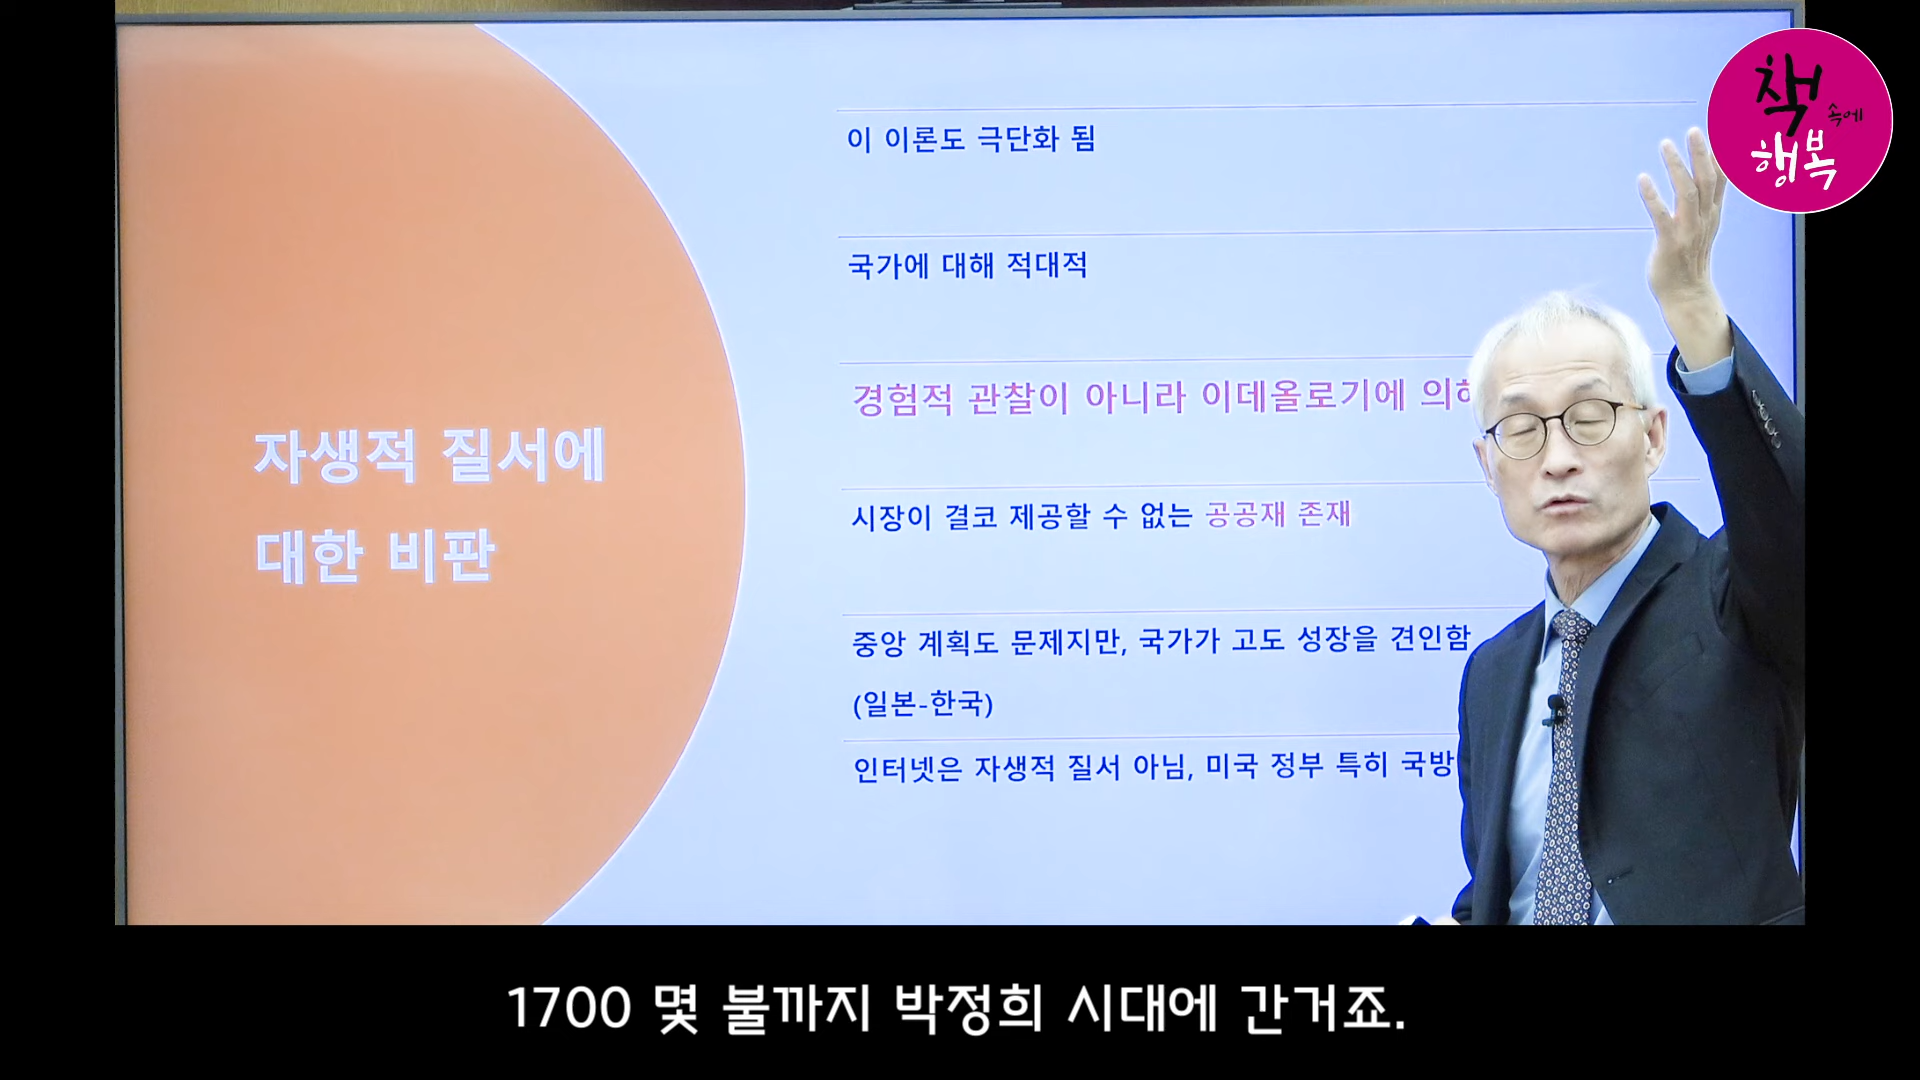 책
속에
행복
자생적 질서에
대한 비판
이 이론도 극단화 됨
국가에 대해 적대적
경험적 관찰이 아니라 이데올로기에
시장이 결코 제공할 수 없는 공공재 존재
중앙 계획도 문제지만, 국가가 고도 성장을 견인함
(일본-한국)
인터넷은 자생적 질서 아님, 미국 정부 특히 국방
1700 몇 불까지 박정희 시대에 간거죠.